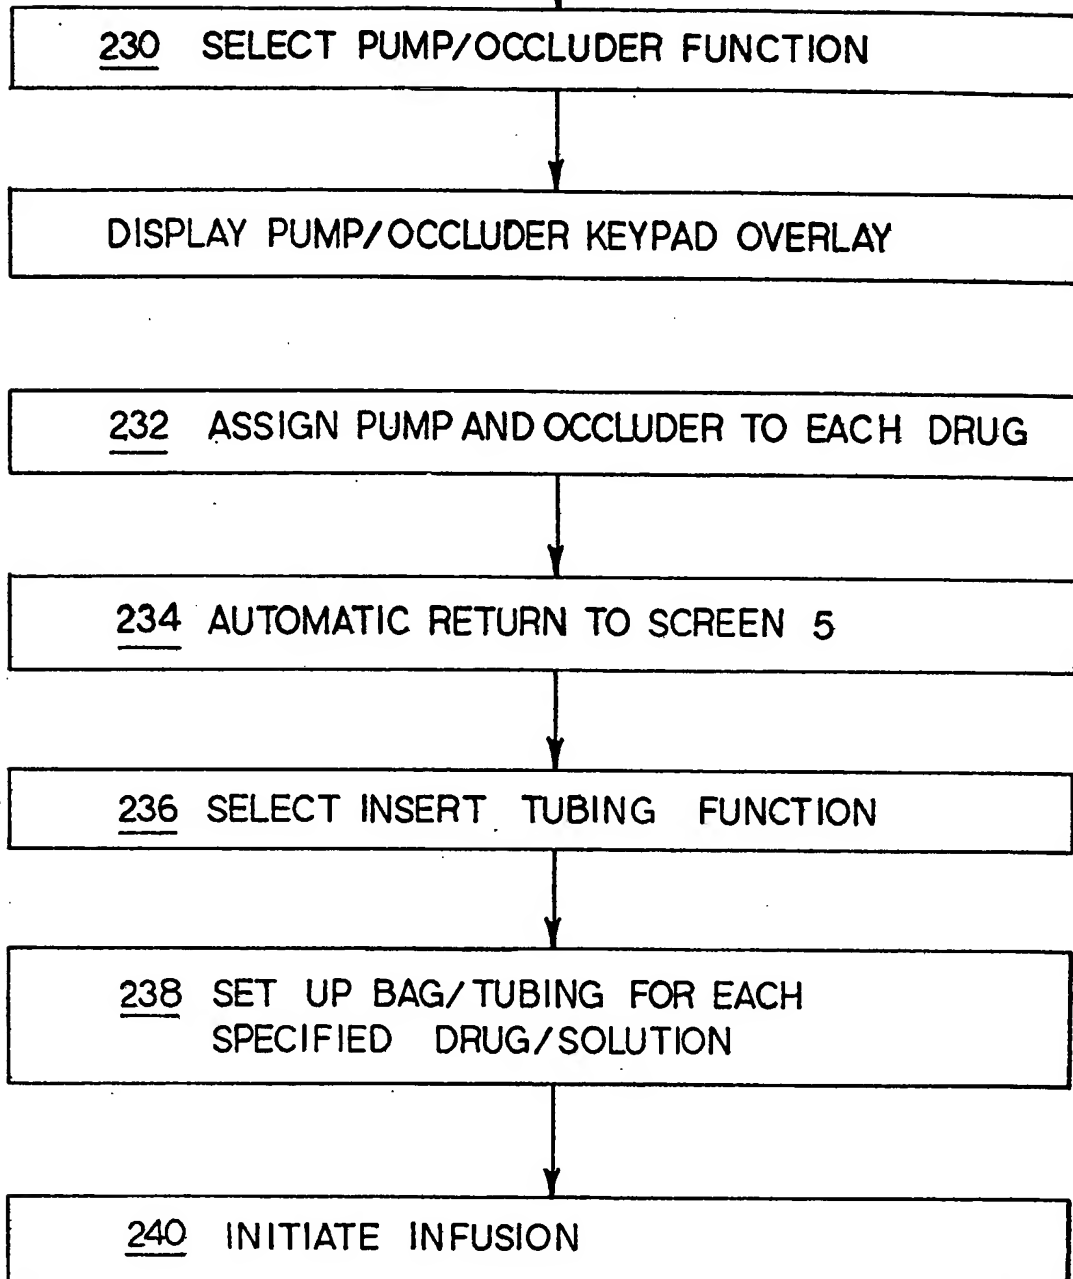 230 SELECT PUMP/OCCLUDER FUNCTION
DISPLAY PUMP/OCCLUDER KEYPAD OVERLAY
232 ASSIGN PUMP AND OCCLUDER TO EACH DRUG
234 AUTOMATIC RETURN TO SCREEN 5
236 SELECT INSERT TUBING FUNCTION
238 SET UP BAG/TUBING FOR EACH
SPECIFIED DRUG/SOLUTION
240 INITIATE INFUSION